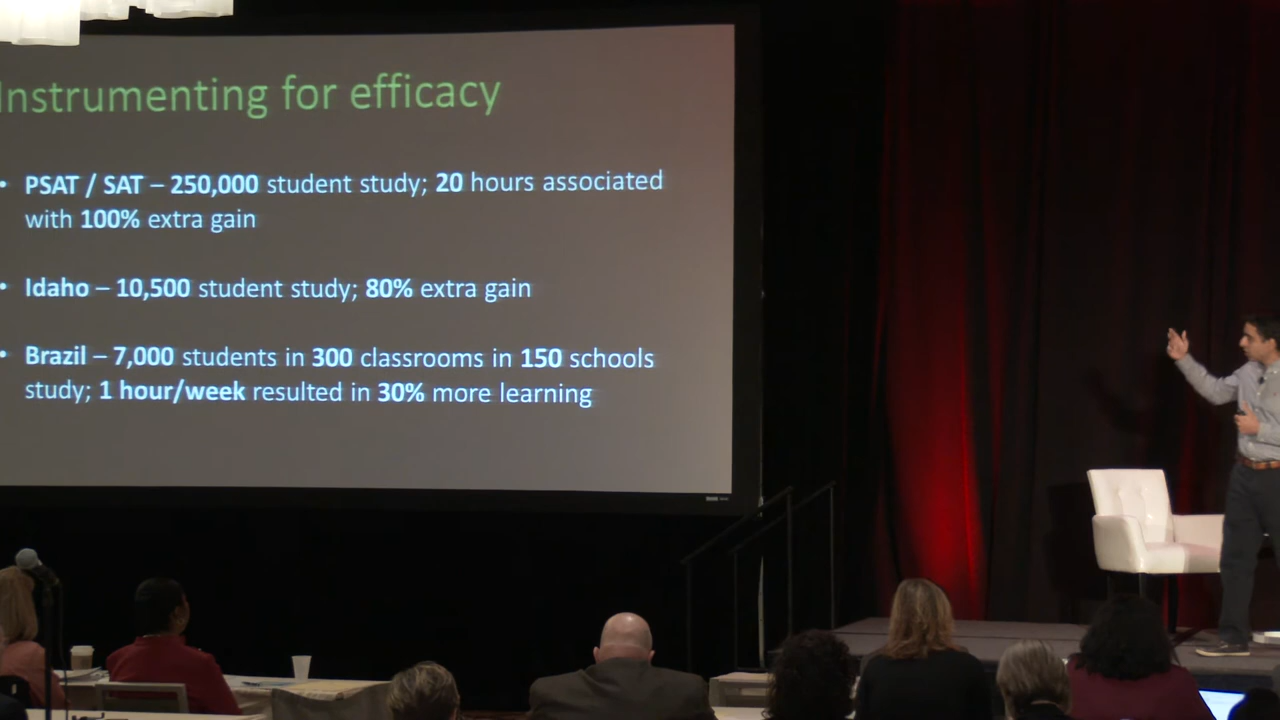 Instrumenting for efficacy
• PSAT / SAT – 250,000 student study; 20 hours associated
with 100% extra gain
• Idaho – 10,500 student study; 80% extra gain
• Brazil – 7,000 students in 300 classrooms in 150 schools
study; 1 hour/week resulted in 30% more learning